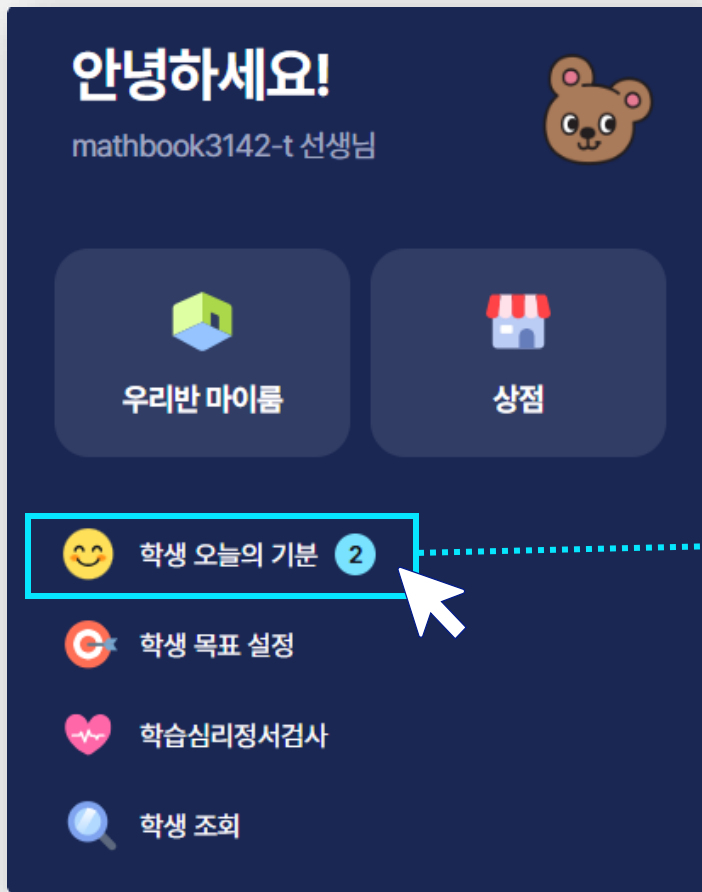 안녕하세요!
mathbook3142-t 선생님
우리반 마이룸
상점
학생 오늘의 기분 2
학생 목표 설정
학습심리정서검사
학생 조회